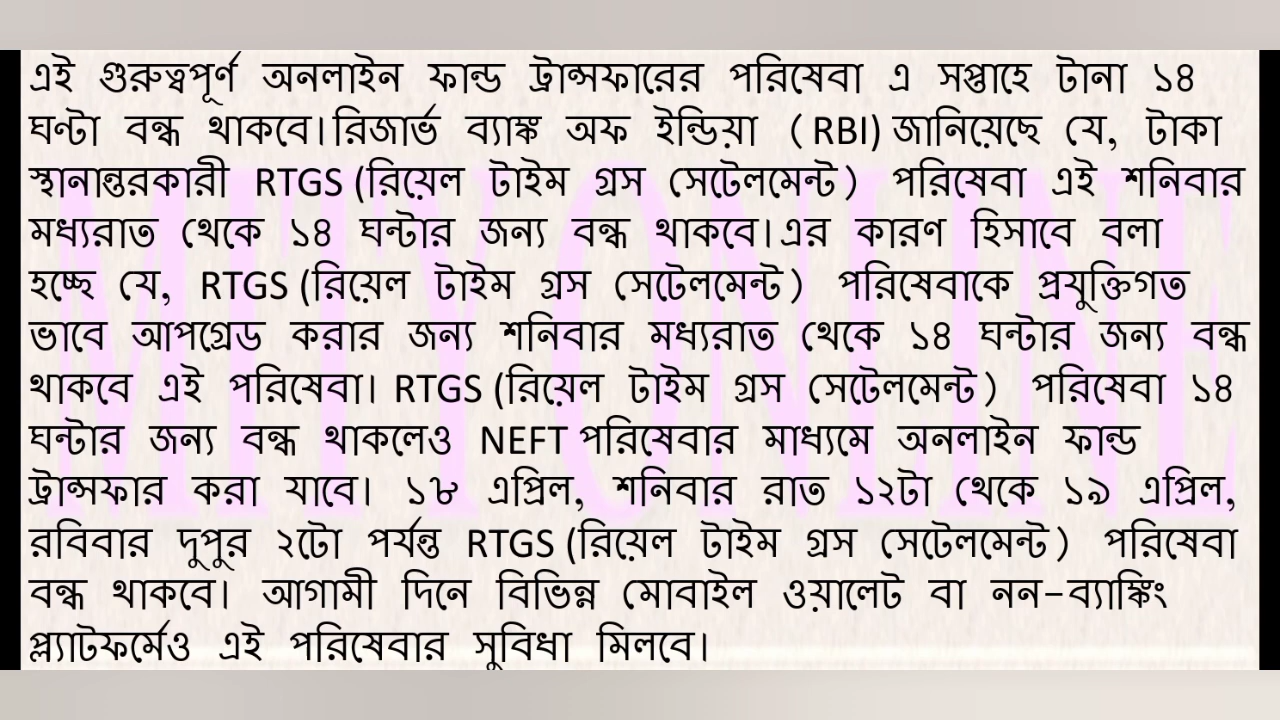 এই গুরুত্বপূর্ণ অনলাইন ফান্ড ট্রান্সফারের পরিষেবা এ সপ্তাহে টানা ১৪
ঘণ্টা বন্ধ থাকবে।রিজার্ভ ব্যাঙ্ক অফ ইন্ডিয়া (RBI) জানিয়েছে যে, টাকা
স্থানান্তরকারী RTGS (রিয়েল টাইম গ্রস সেটেলমেন্ট) পরিষেবা এই শনিবার
মধ্যরাত থেকে ১৪ ঘন্টার জন্য বন্ধ থাকবে।এর কারণ হিসাবে বলা
হচ্ছে যে, RTGS (রিয়েল টাইম গ্রস সেটেলমেন্ট) পরিষেবাকে প্রযুক্তিগত
ভাবে আপগ্রেড করার জন্য শনিবার মধ্যরাত থেকে ১৪ ঘন্টার জন্য বন্ধ
থাকবে এই পরিষেবা। RTGS (রিয়েল টাইম গ্রস সেটেলমেন্ট) পরিষেবা ১৪
ঘন্টার জন্য বন্ধ থাকলেও NEFT পরিষেবার মাধ্যমে অনলাইন ফান্ড
ট্রান্সফার করা যাবে। ১৮ এপ্রিল, শনিবার রাত ১২টা থেকে ১৯ এপ্রিল,
রবিবার দুপুর ২টো পর্যন্ত RTGS (রিয়েল টাইম গ্রস সেটেলমেন্ট) পরিষেবা
বন্ধ থাকবে। আগামী দিনে বিভিন্ন মোবাইল ওয়ালেট বা নন-ব্যাঙ্কিং
প্ল্যাটফর্মেও এই পরিষেবার সুবিধা মিলবে।